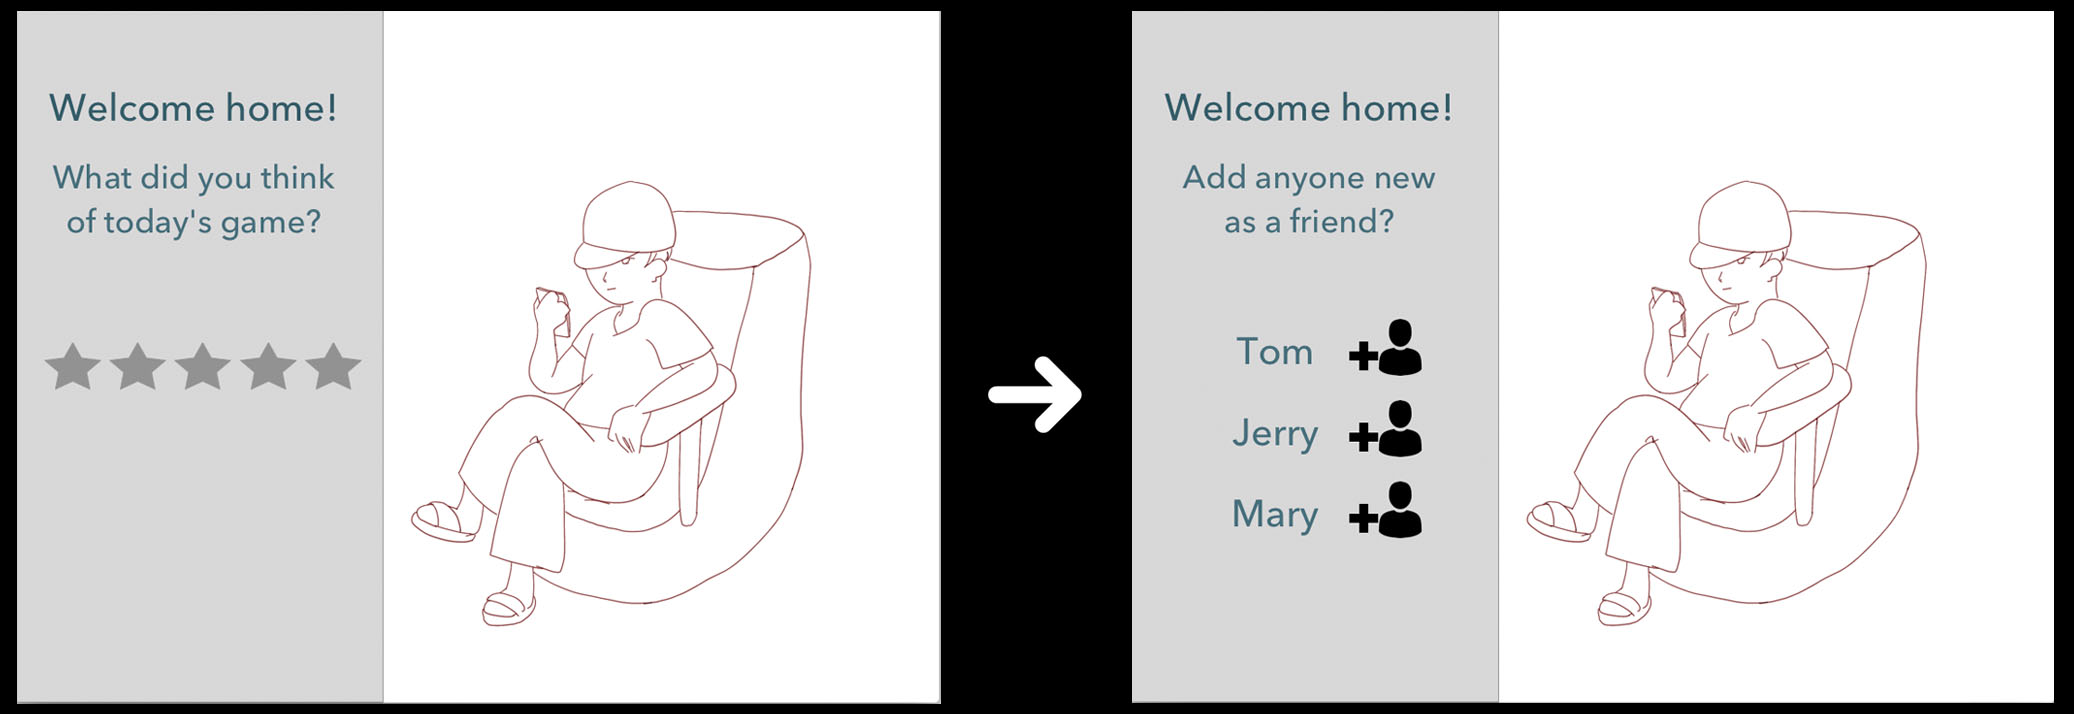 Welcome home!
What did you think
of today's game?
Welcome home!
Add anyone new
as a friend?
Tom
Jerry
Mary